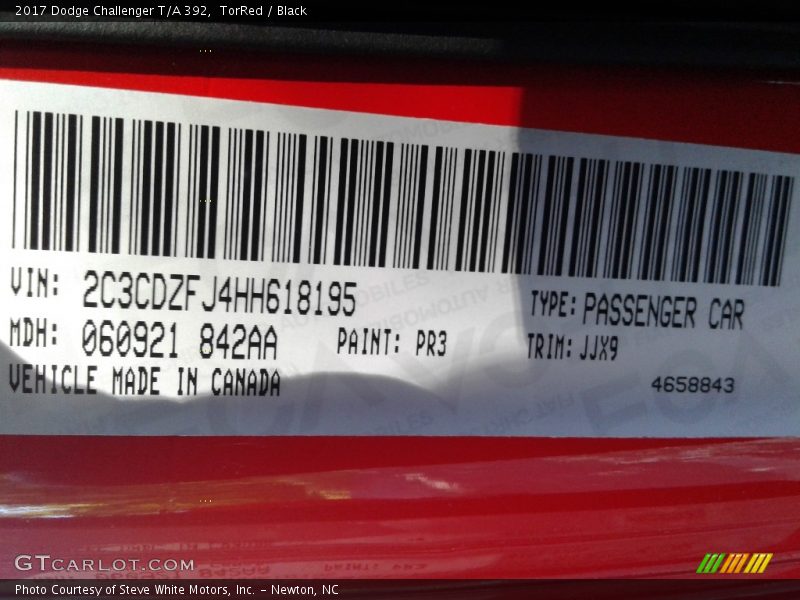 2017 Dodge Challenger T/A 392,  TorRed / Black
VIN: 2C3CDZFJ4HH618195
TYPE: PASSENGER CAR
MDH: 060921 842AA
PAINT: PR3
TRIM: JJX9
VEHICLE MADE IN CANADA
4658843
GTCARLOT.COM
Photo Courtesy of Steve White Motors, Inc. – Newton, NC